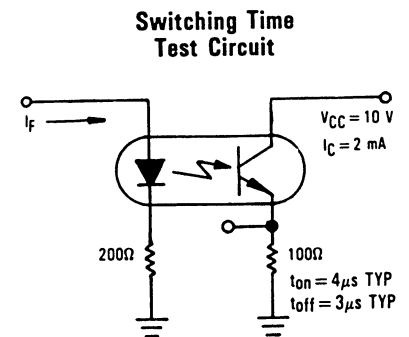 Switching Time
Test Circuit
IF
VCC = 10 V
IC = 2 mA
200Ω
100Ω
ton = 4μs TYP
toff = 3μs TYP